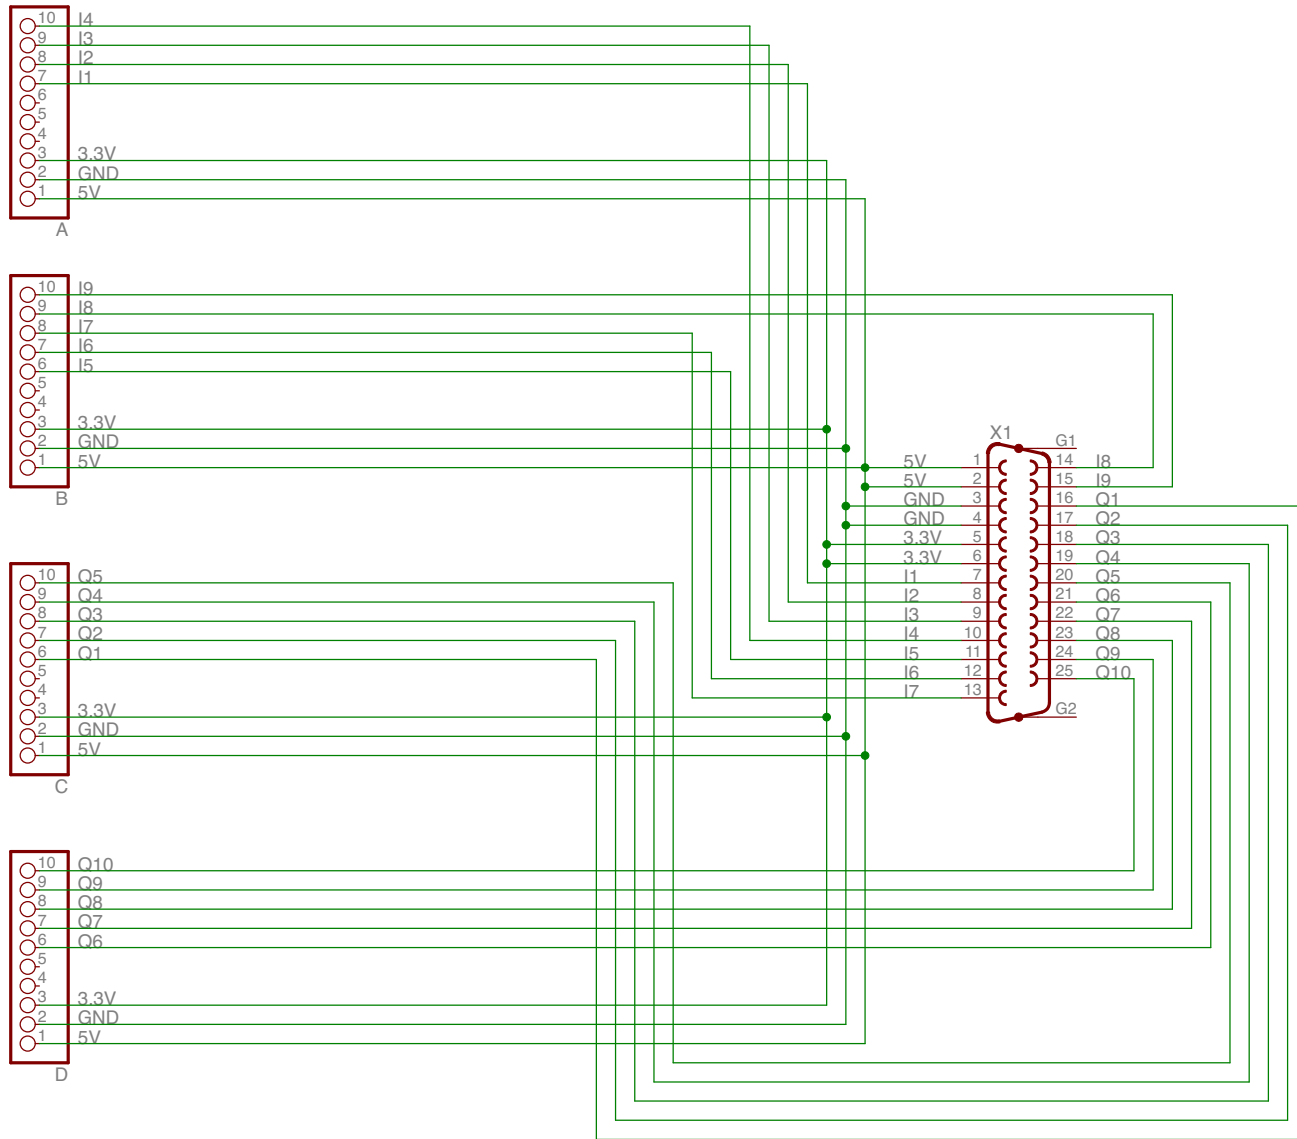 10 I4
9 I3
8 I2
7 I1
6
5
4
3 3.3V
2 GND
1 5V
A
10 I9
9 I8
8 I7
7 I6
6 I5
5
4
3 3.3V
2 GND
1 5V
B
10 Q5
9 Q4
8 Q3
7 Q2
6 Q1
5
4
3 3.3V
2 GND
1 5V
C
10 Q10
9 Q9
8 Q8
7 Q7
6 Q6
5
4
3 3.3V
2 GND
1 5V
D
X1
G1
5V 1 14 I8
5V 2 15 I9
GND 3 16 Q1
GND 4 17 Q2
3.3V 5 18 Q3
3.3V 6 19 Q4
I1 7 20 Q5
I2 8 21 Q6
I3 9 22 Q7
I4 10 23 Q8
I5 11 24 Q9
I6 12 25 Q10
I7 13
G2